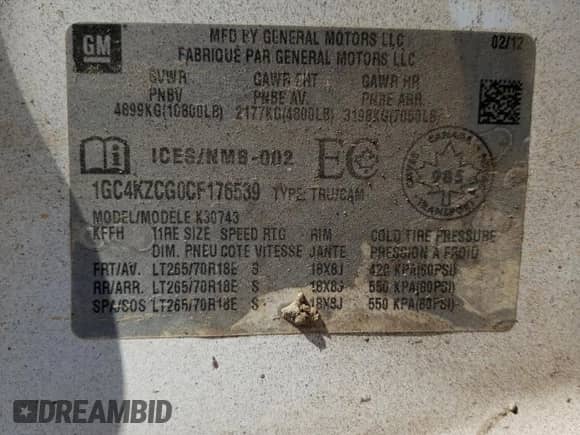 GM
MFD BY GENERAL MOTORS LLC
FABRIQUÉ PAR GENERAL MOTORS LLC
02/12
GVWR GAWR FRT GAWR RR
PNBV PNBE AV. PNBE ARR.
4899KG(10800LB) 2177KG(4800LB) 3198KG(7050LB)
ICES/NMB-002
CANADA
985
TRANSPORT
1GC4KZCG0CF176539 TYPE: TRU/CAM
MODEL/MODELE K30743
KFFH TIRE SIZE SPEED RTG RIM COLD TIRE PRESSURE
DIM. PNEU COTE VITESSE JANTE PRESSION A FROID
FRT/AV. LT265/70R18E S 18X8J 420 KPA(60PSI)
RR/ARR. LT265/70R18E S 18X8J 550 KPA(80PSI)
SPA/SOS LT265/70R18E S 18X8J 550 KPA(80PSI)
DREAMBID